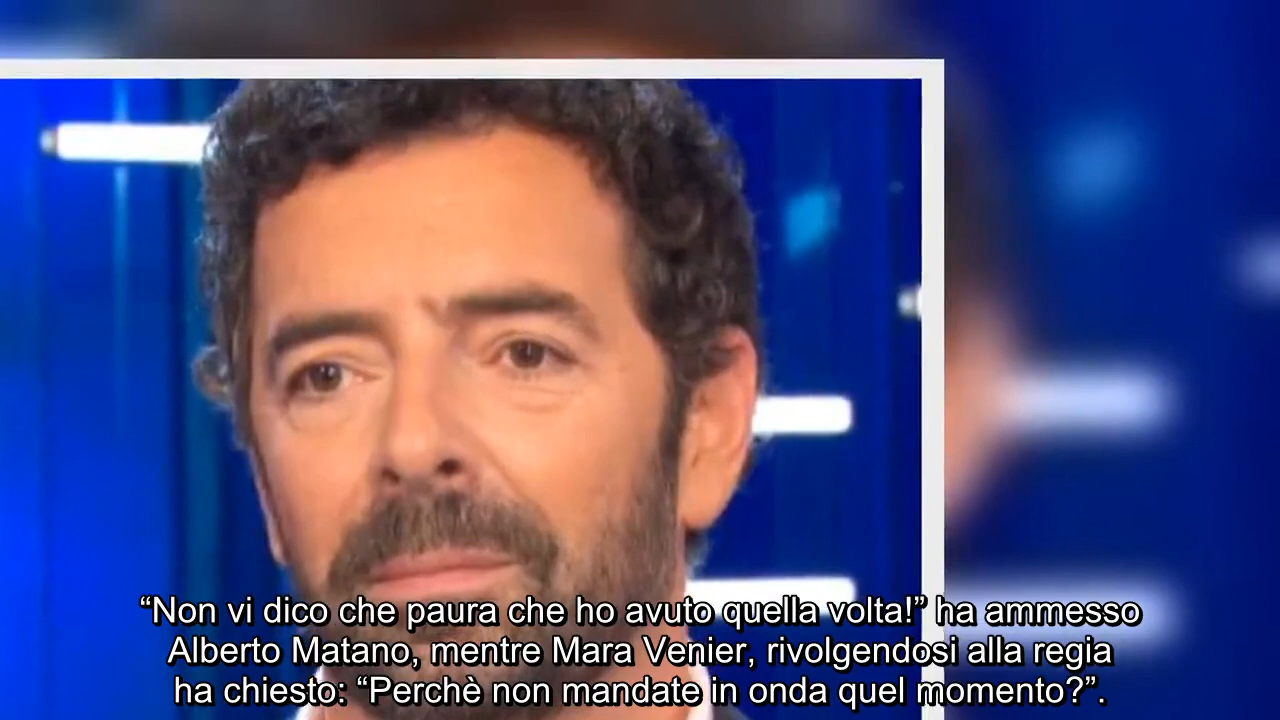 “Non vi dico che paura che ho avuto quella volta!” ha ammesso
Alberto Matano, mentre Mara Venier, rivolgendosi alla regia
ha chiesto: “Perchè non mandate in onda quel momento?”.